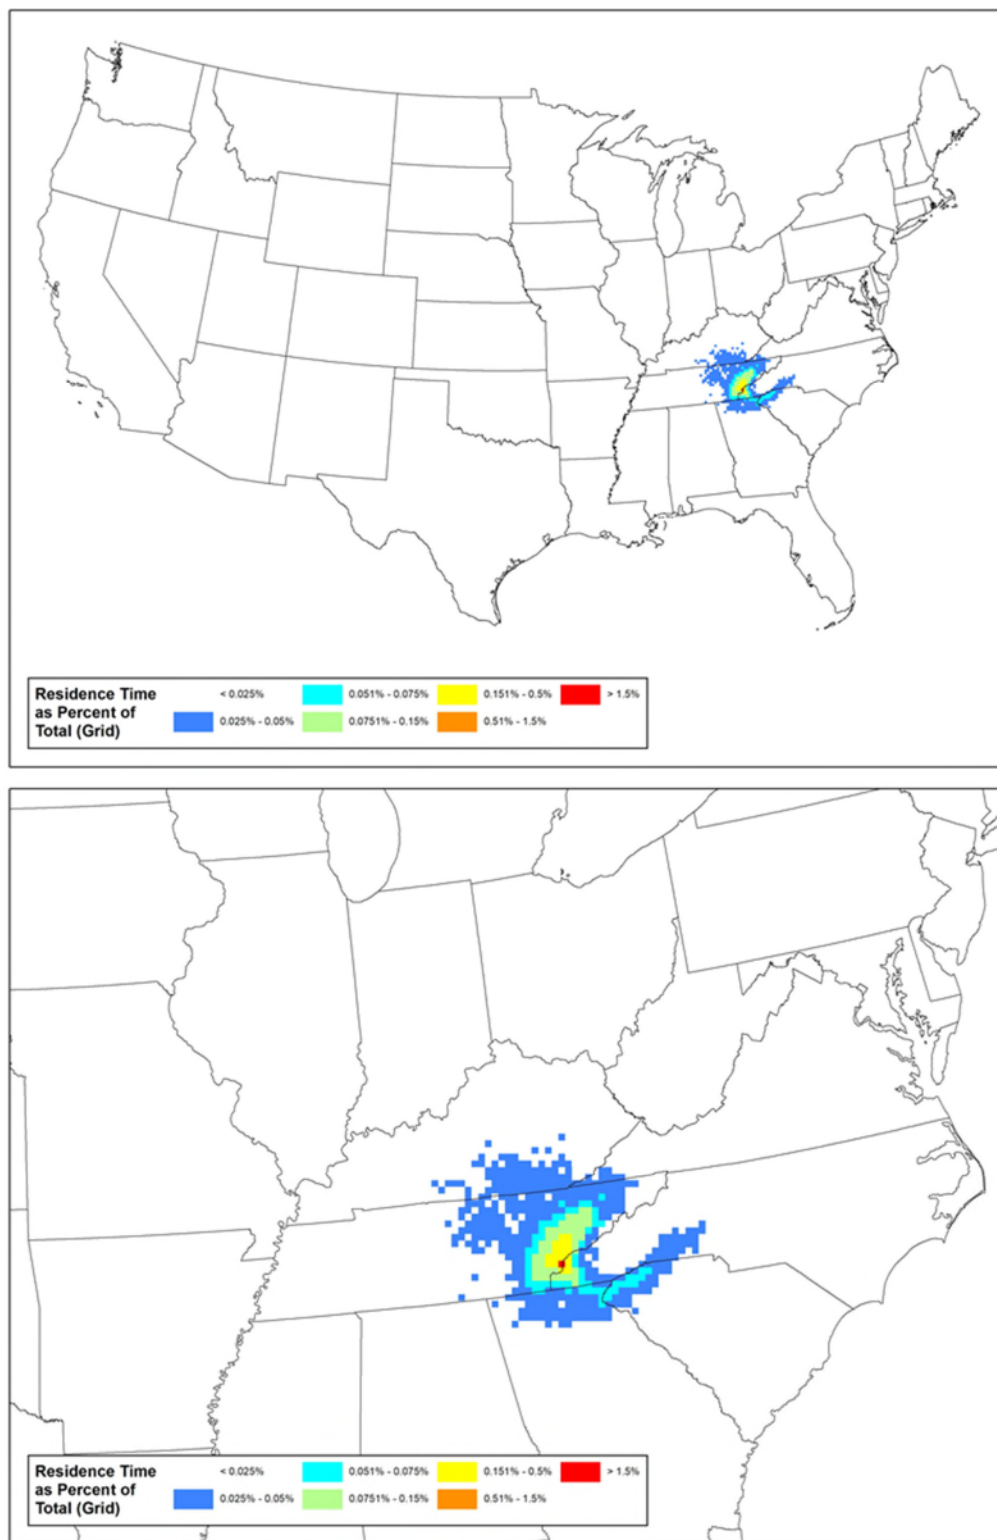 Residence Time
as Percent of
Total (Grid)
< 0.025%
0.051% - 0.075%
0.151% - 0.5%
> 1.5%
0.025% - 0.05%
0.0751% - 0.15%
0.51% - 1.5%
Residence Time
as Percent of
Total (Grid)
< 0.025%
0.051% - 0.075%
0.151% - 0.5%
> 1.5%
0.025% - 0.05%
0.0751% - 0.15%
0.51% - 1.5%